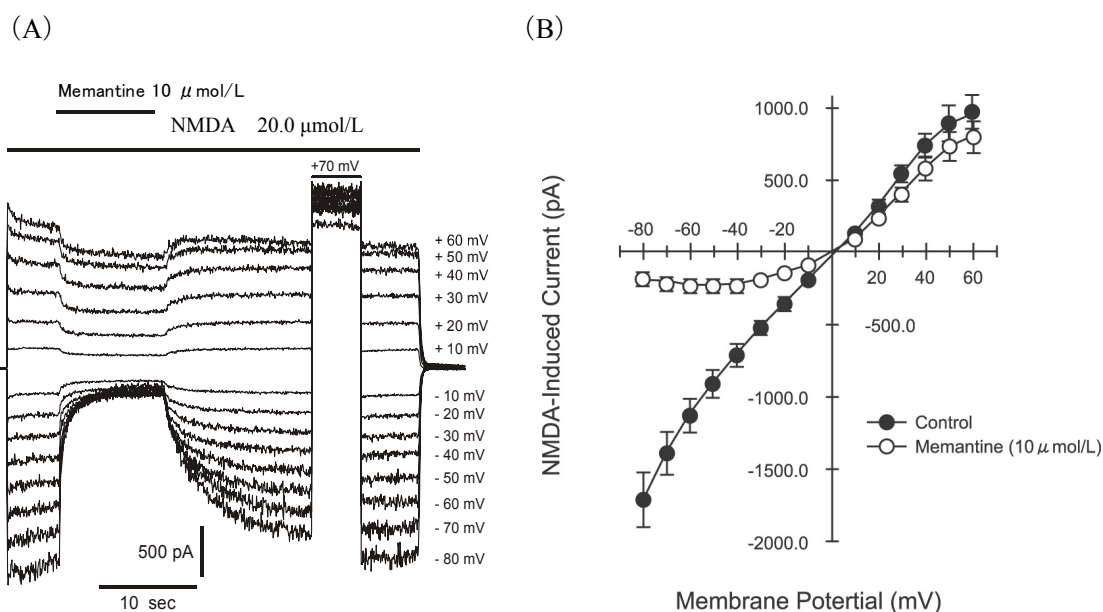 (A)
Memantine 10 μ mol/L
NMDA 20.0 μmol/L
+70 mV
+ 60 mV
+ 50 mV
+ 40 mV
+ 30 mV
+ 20 mV
+ 10 mV
- 10 mV
- 20 mV
- 30 mV
- 40 mV
- 50 mV
- 60 mV
- 70 mV
- 80 mV
500 pA
10 sec
(B)
NMDA-Induced Current (pA)
1000.0
500.0
-80 -60 -40 -20
20 40 60
-500.0
-1000.0
-1500.0
-2000.0
Control
Memantine (10 μ mol/L)
Membrane Potential (mV)